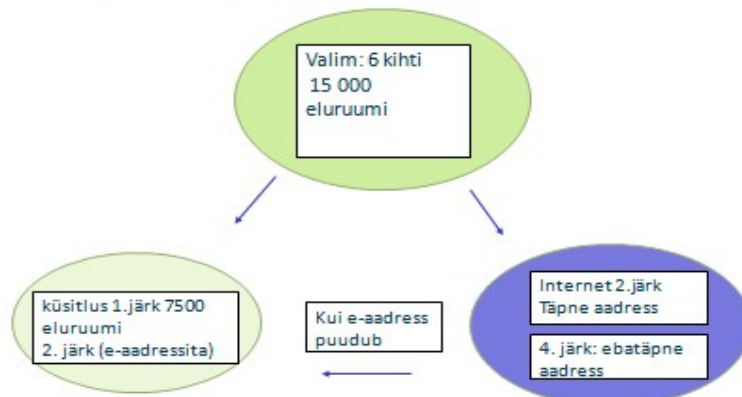 Valim: 6 kihti
15 000
eluruumi
küsitlus 1.järk 7500
eluruumi
2. järk (e-aadressita)
Kui e-aadress
puudub
Internet 2.järk
Täpne aadress
4. järk: ebatäpne
aadress